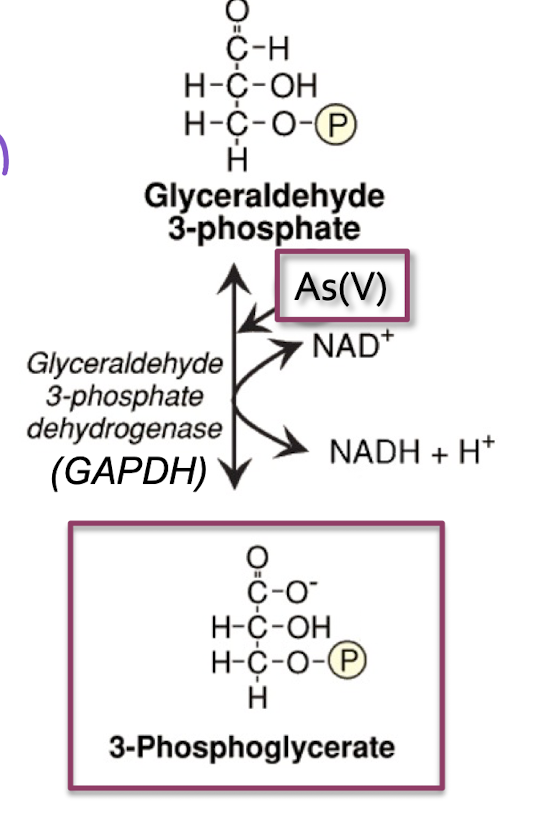 O
C-H
H-C-OH
H-C-O-P
H
Glyceraldehyde
3-phosphate
As(V)
NAD+
Glyceraldehyde
3-phosphate
dehydrogenase
(GAPDH)
NADH + H+
O
C-O-
H-C-OH
H-C-O-P
H
3-Phosphoglycerate